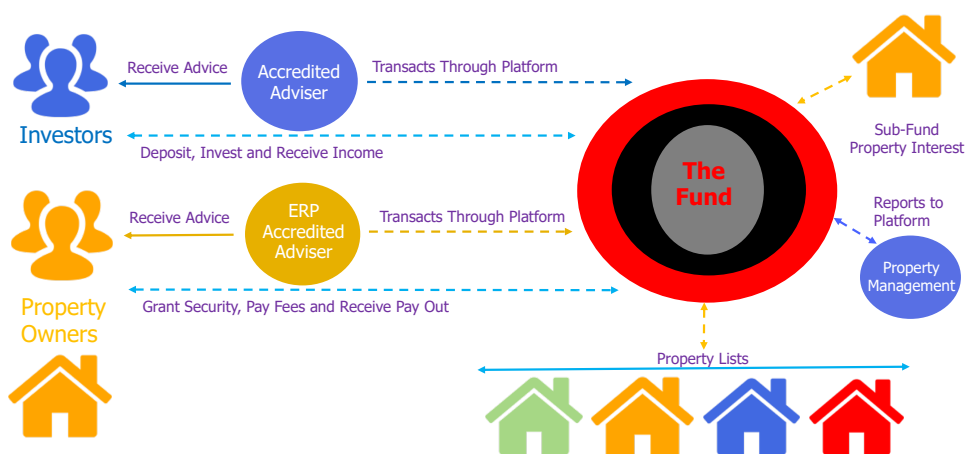 Receive Advice
Accredited
Adviser
Transacts Through Platform
Investors
Deposit, Invest and Receive Income
The
Fund
Sub-Fund
Property Interest
Receive Advice
ERP
Accredited
Adviser
Transacts Through Platform
Reports to
Platform
Property
Management
Property
Owners
Grant Security, Pay Fees and Receive Pay Out
Property Lists